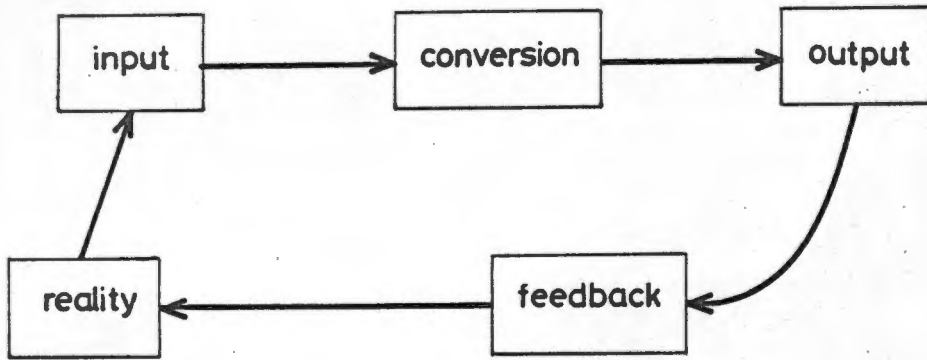 input
conversion
output
feedback
reality